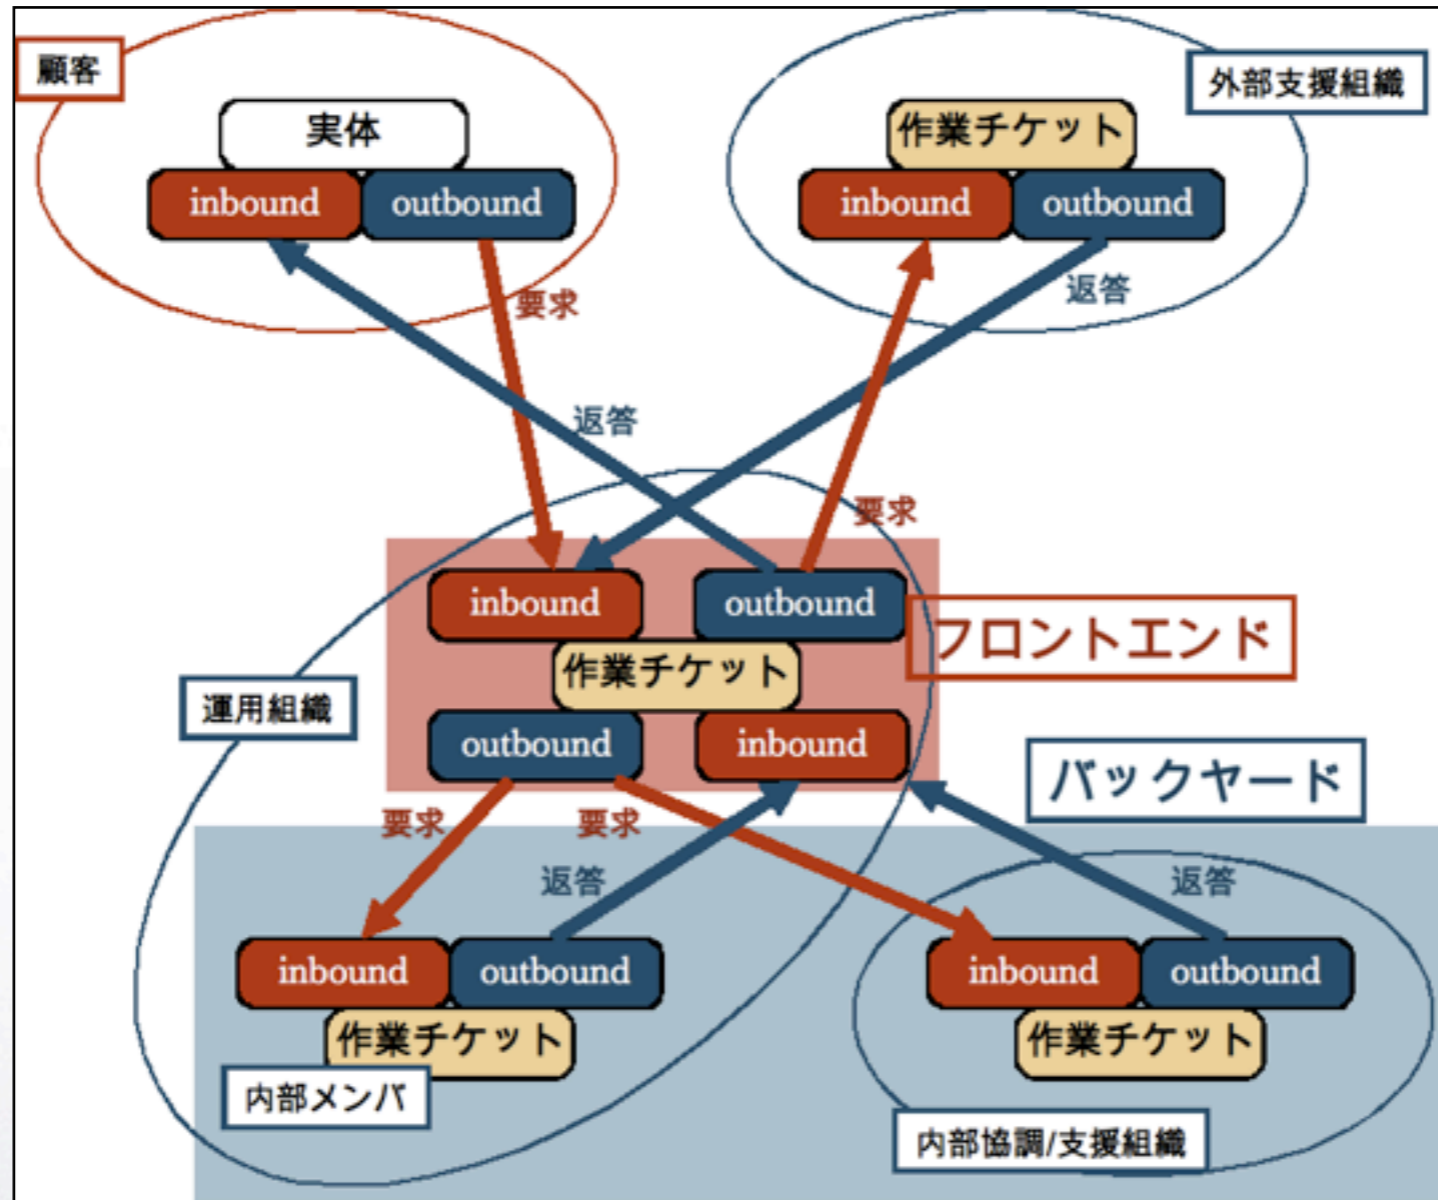 顧客
外部支援組織
実体
作業チケット
inbound
outbound
inbound
outbound
要求
返答
返答
要求
inbound
outbound
フロントエンド
作業チケット
運用組織
outbound
inbound
バックヤード
要求
要求
返答
返答
inbound
outbound
inbound
outbound
作業チケット
作業チケット
内部メンバ
内部協調/支援組織